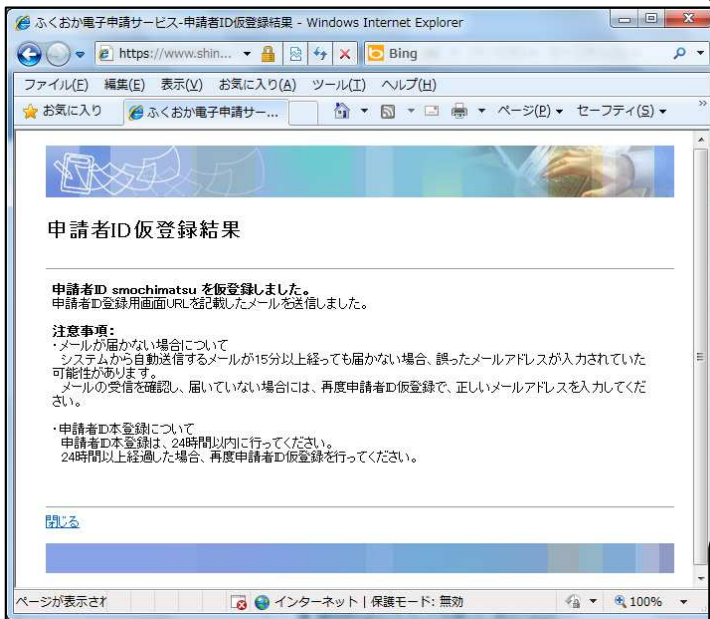 ふくおか電子申請サービス-申請者ID仮登録結果 - Windows Internet Explorer
https://www.shin...
Bing
ファイル(F) 編集(E) 表示(V) お気に入り(A) ツール(T) ヘルプ(H)
お気に入り ふくおか電子申請サー... ページ(P) セーフティ(S) »
申請者ID仮登録結果
申請者ID smochimatsu を仮登録しました。
申請者ID登録用画面URLを記載したメールを送信しました。
注意事項:
・メールが届かない場合について
システムから自動送信するメールが15分以上経っても届かない場合、誤ったメールアドレスが入力されていた
可能性があります。
メールの受信を確認し、届いていない場合には、再度申請者ID仮登録で、正しいメールアドレスを入力してくだ
さい。
・申請者ID本登録について
申請者ID本登録は、24時間以内に行ってください。
24時間以上経過した場合、再度申請者ID仮登録を行ってください。
閉じる
ページが表示され インターネット | 保護モード: 無効 100%